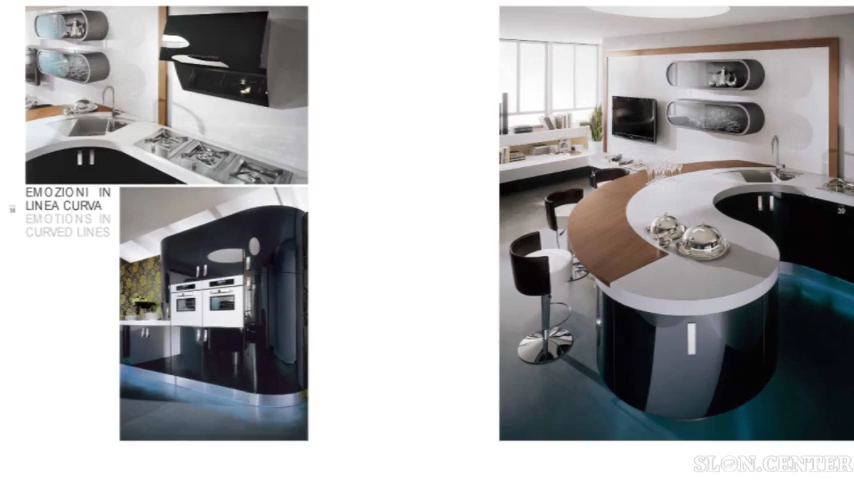 EMOZIONI IN
LINEA CURVA
EMOTIONS IN
CURVED LINES
39
SLON.CENTER